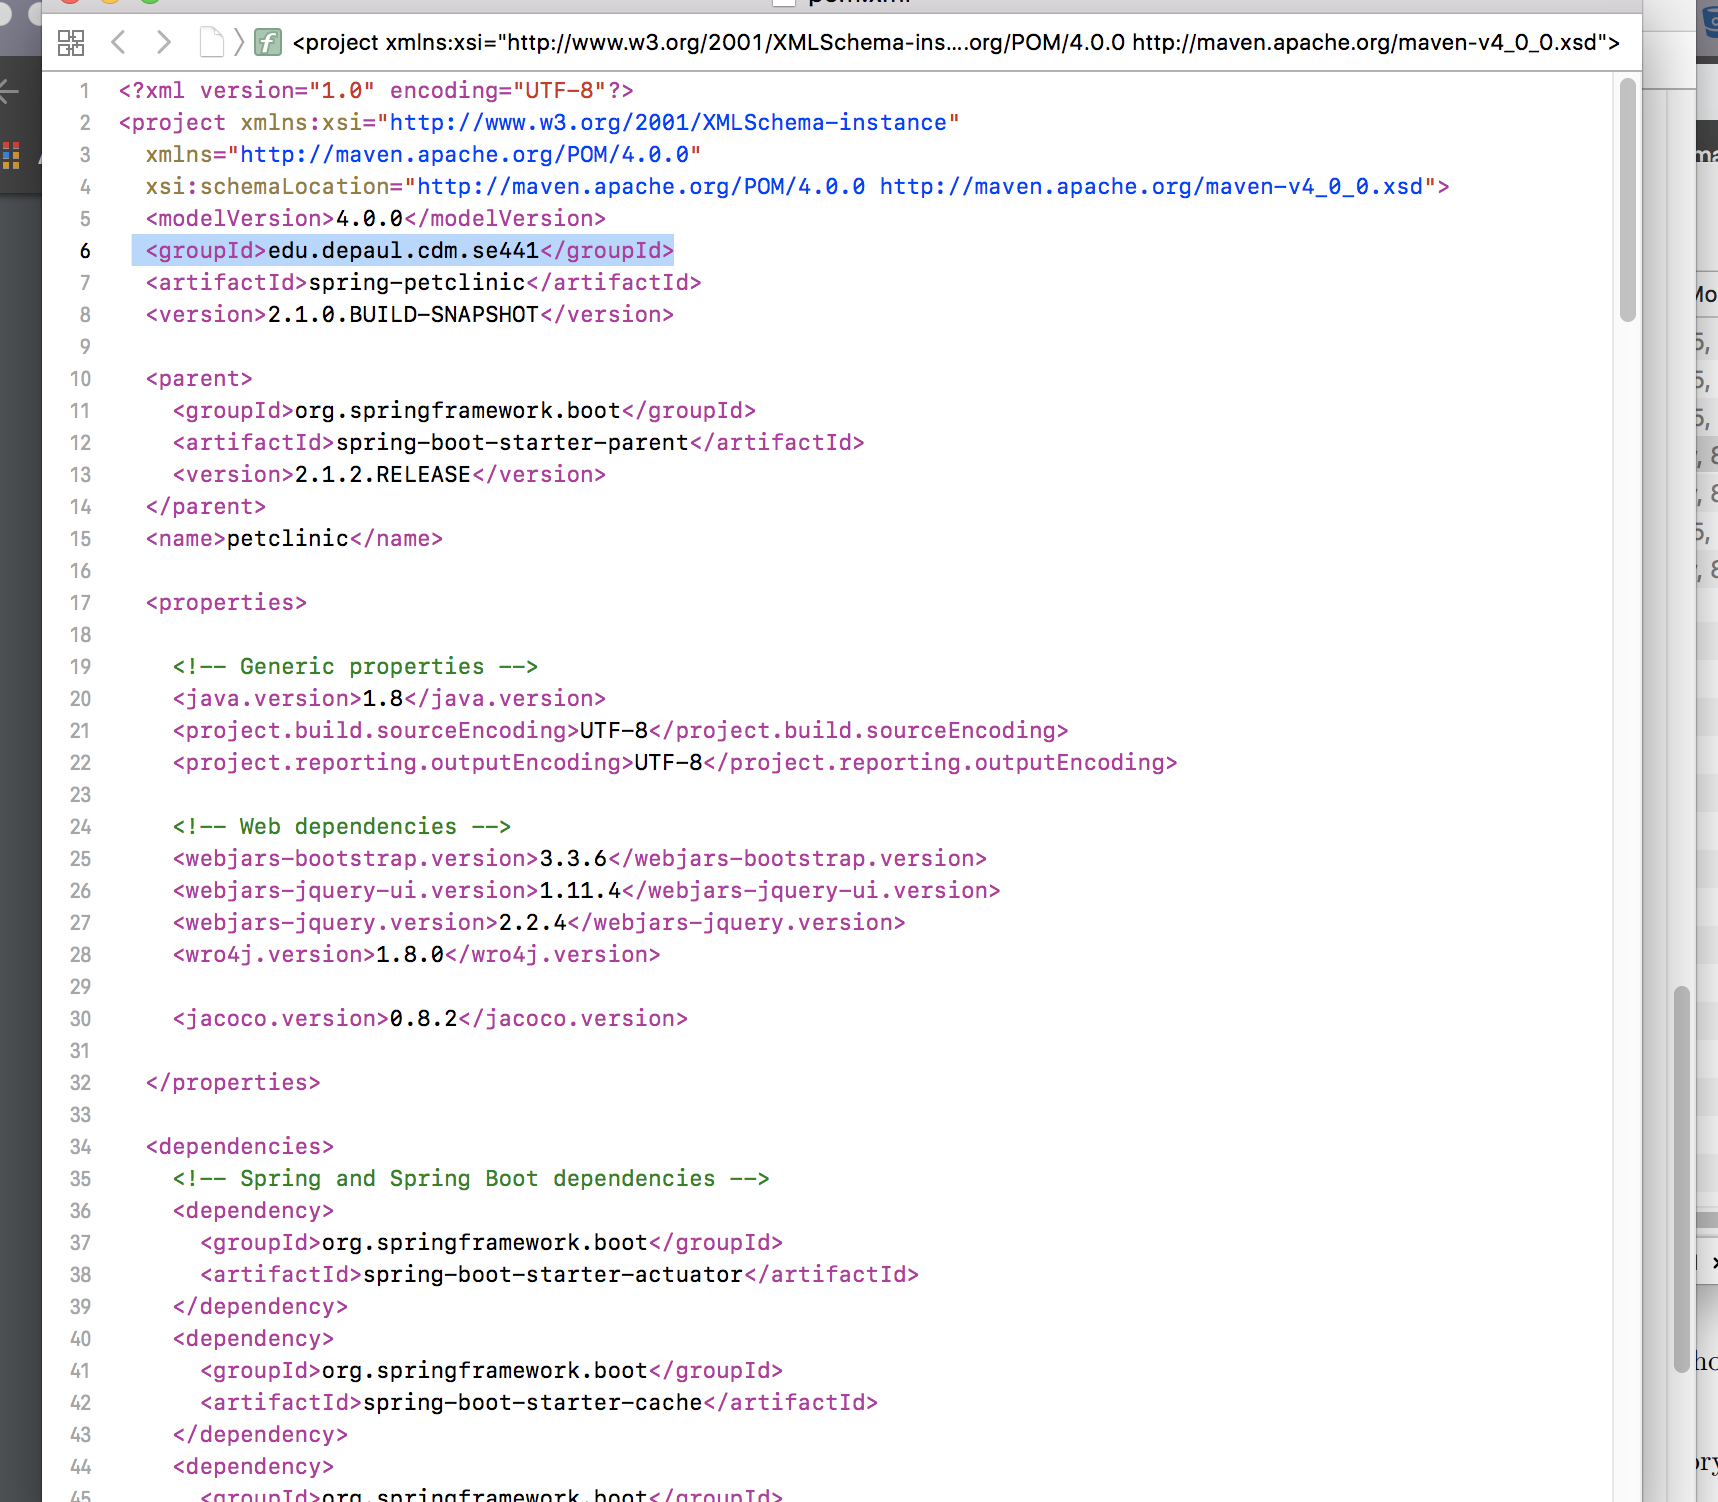 <project xmlns:xsi="http://www.w3.org/2001/XMLSchema-ins....org/POM/4.0.0 http://maven.apache.org/maven-v4_0_0.xsd">
1 <?xml version="1.0" encoding="UTF-8"?>
2 <project xmlns:xsi="http://www.w3.org/2001/XMLSchema-instance"
3 xmlns="http://maven.apache.org/POM/4.0.0"
4 xsi:schemaLocation="http://maven.apache.org/POM/4.0.0 http://maven.apache.org/maven-v4_0_0.xsd">
5 <modelVersion>4.0.0</modelVersion>
6 <groupId>edu.depaul.cdm.se441</groupId>
7 <artifactId>spring-petclinic</artifactId>
8 <version>2.1.0.BUILD-SNAPSHOT</version>
9
10 <parent>
11 <groupId>org.springframework.boot</groupId>
12 <artifactId>spring-boot-starter-parent</artifactId>
13 <version>2.1.2.RELEASE</version>
14 </parent>
15 <name>petclinic</name>
16
17 <properties>
18
19 <!-- Generic properties -->
20 <java.version>1.8</java.version>
21 <project.build.sourceEncoding>UTF-8</project.build.sourceEncoding>
22 <project.reporting.outputEncoding>UTF-8</project.reporting.outputEncoding>
23
24 <!-- Web dependencies -->
25 <webjars-bootstrap.version>3.3.6</webjars-bootstrap.version>
26 <webjars-jquery-ui.version>1.11.4</webjars-jquery-ui.version>
27 <webjars-jquery.version>2.2.4</webjars-jquery.version>
28 <wro4j.version>1.8.0</wro4j.version>
29
30 <jacoco.version>0.8.2</jacoco.version>
31
32 </properties>
33
34 <dependencies>
35 <!-- Spring and Spring Boot dependencies -->
36 <dependency>
37 <groupId>org.springframework.boot</groupId>
38 <artifactId>spring-boot-starter-actuator</artifactId>
39 </dependency>
40 <dependency>
41 <groupId>org.springframework.boot</groupId>
42 <artifactId>spring-boot-starter-cache</artifactId>
43 </dependency>
44 <dependency>
45 <groupId>org.springframework.boot</groupId>